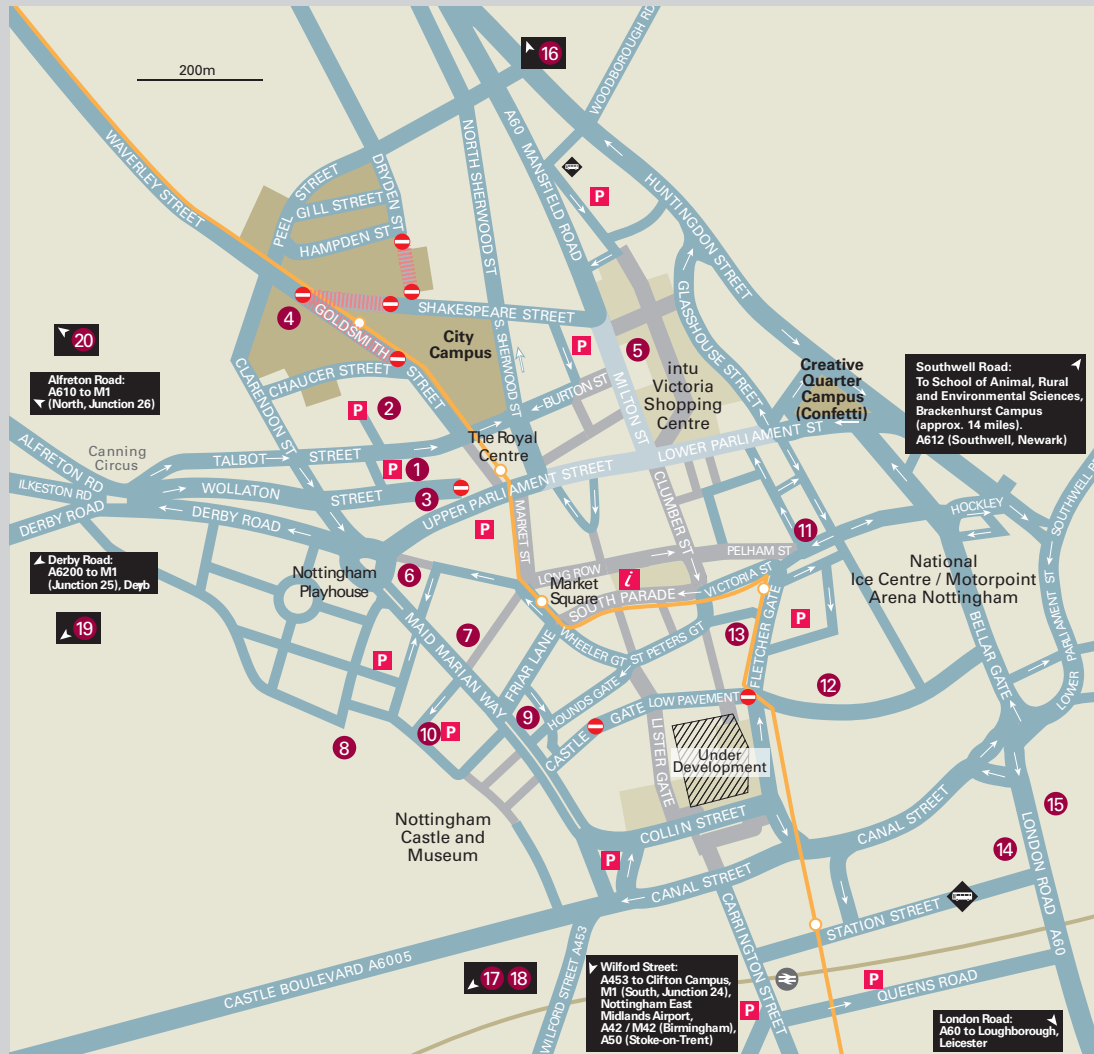 200m
16
WOODBOROUGH RD
WAVERLEY STREET
DRYDEN ST
NORTH SHERWOOD ST
A60 MANSFIELD ROAD
PEEL STREET
GILL STREET
HAMPDEN ST
P
HUNTINGDON STREET
GLASSHOUSE STREET
SHAKESPEARE STREET
4
GOLDSMITH STREET
City
Campus
S. SHERWOOD ST
P
5
MILTON ST
intu
Victoria
Shopping
Centre
Creative
Quarter
Campus
(Confetti)
Southwell Road:
To School of Animal, Rural
and Environmental Sciences,
Brackenhurst Campus
(approx. 14 miles).
A612 (Southwell, Newark)
20
Alfreton Road:
A610 to M1
(North, Junction 26)
CLARENDON ST
CHAUCER STREET
BURTON ST
P
2
The Royal
Centre
Canning
Circus
ALFRETON RD
ILKESTON RD
DERBY ROAD
TALBOT STREET
WOLLATON STREET
DERBY ROAD
P
1
3
UPPER PARLIAMENT STREET
LOWER PARLIAMENT ST
P
MARKET ST
CLUMBER ST
HOCKLEY
SOUTHWELL RD
11
PELHAM ST
LONG ROW
i
VICTORIA ST
SOUTH PARADE
Market
Square
National
Ice Centre / Motorpoint
Arena Nottingham
Derby Road:
A6200 to M1
(Junction 25), Deyb
19
Nottingham
Playhouse
6
7
MAID MARIAN WAY
FRIAR LANE
WHEELER GT
ST PETERS GT
13
FLETCHER GATE
P
BELLAR GATE
LOWER PARLIAMENT ST
P
HOUNDS GATE
9
CASTLE GATE
LOW PAVEMENT
12
8
10
P
LISTER GATE
Under
Development
Nottingham
Castle and
Museum
COLLIN STREET
CANAL STREET
15
14
LONDON ROAD A60
P
CANAL STREET
CARRINGTON STREET
STATION STREET
CASTLE BOULEVARD A6005
WILFORD STREET A453
17
18
Wilford Street:
A453 to Clifton Campus,
M1 (South, Junction 24),
Nottingham East
Midlands Airport,
A42 / M42 (Birmingham),
A50 (Stoke-on-Trent)
P
P
QUEENS ROAD
London Road:
A60 to Loughborough,
Leicester